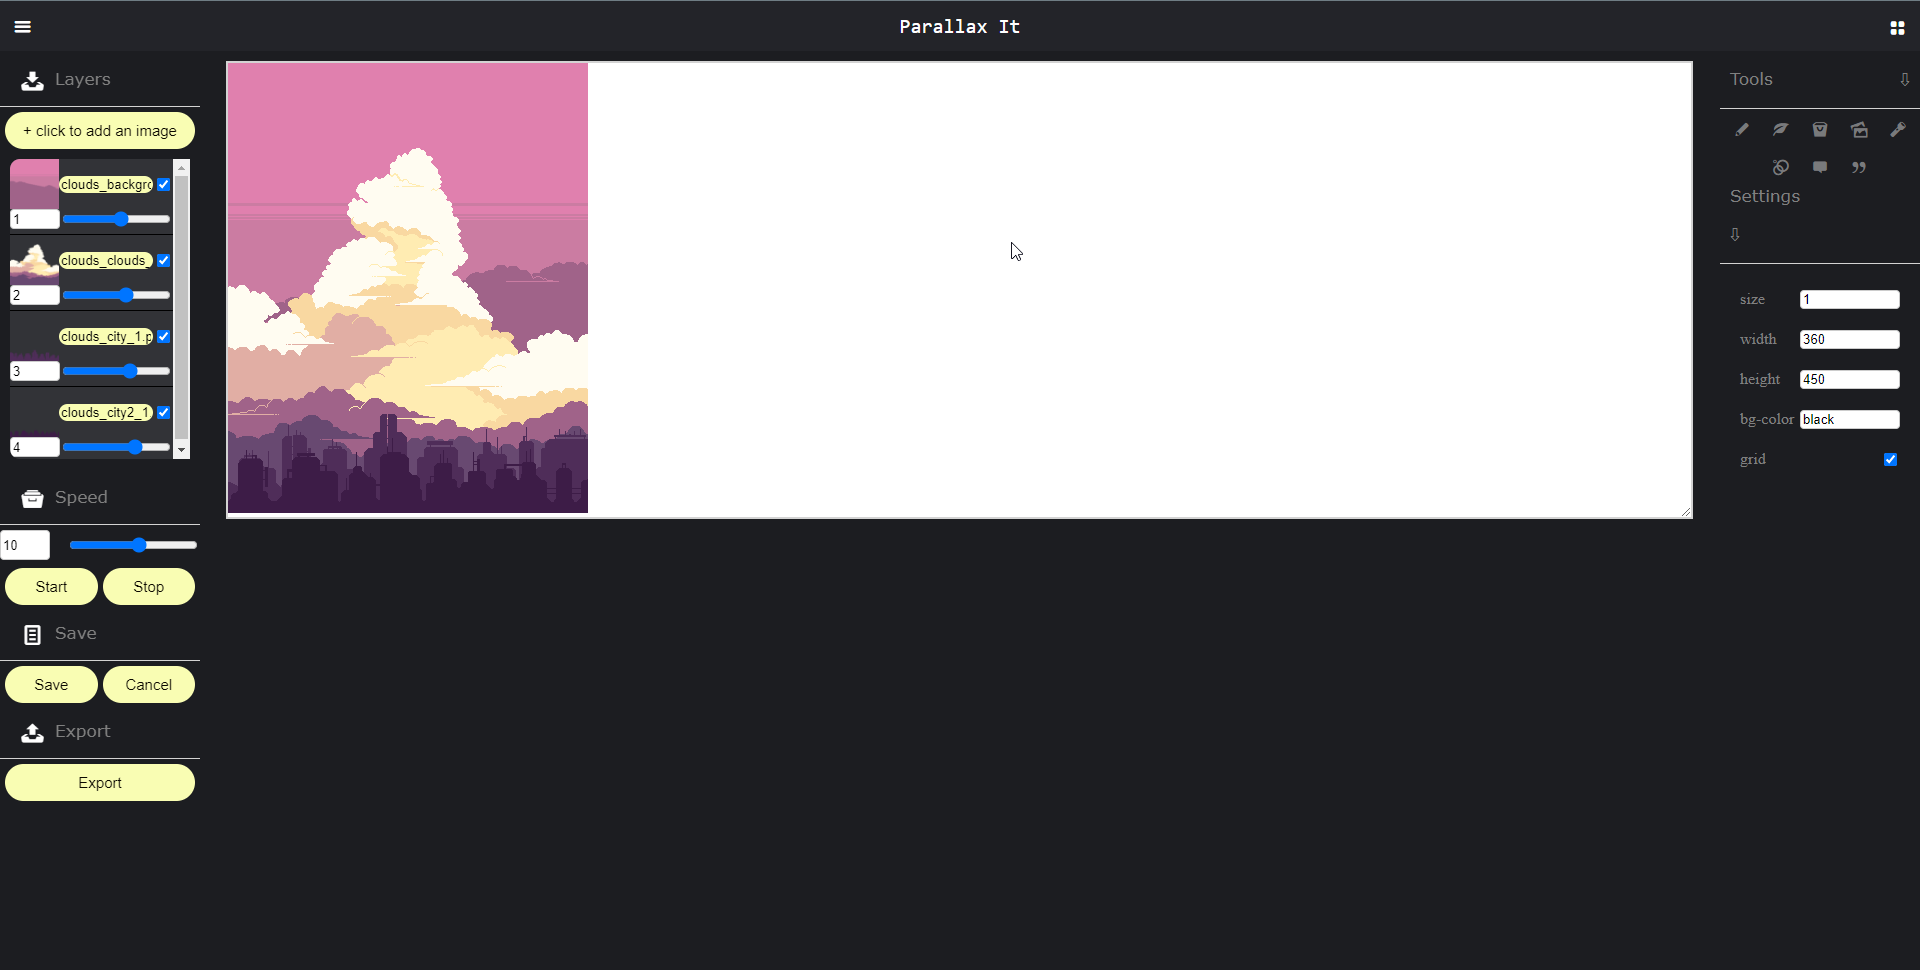 Parallax It
Layers
+ click to add an image
clouds_backgro
1
clouds_clouds_
2
clouds_city_1.p
3
clouds_city2_1
4
Speed
10
Start
Stop
Save
Save
Cancel
Export
Export
Tools
Settings
size
1
width
360
height
450
bg-color
black
grid